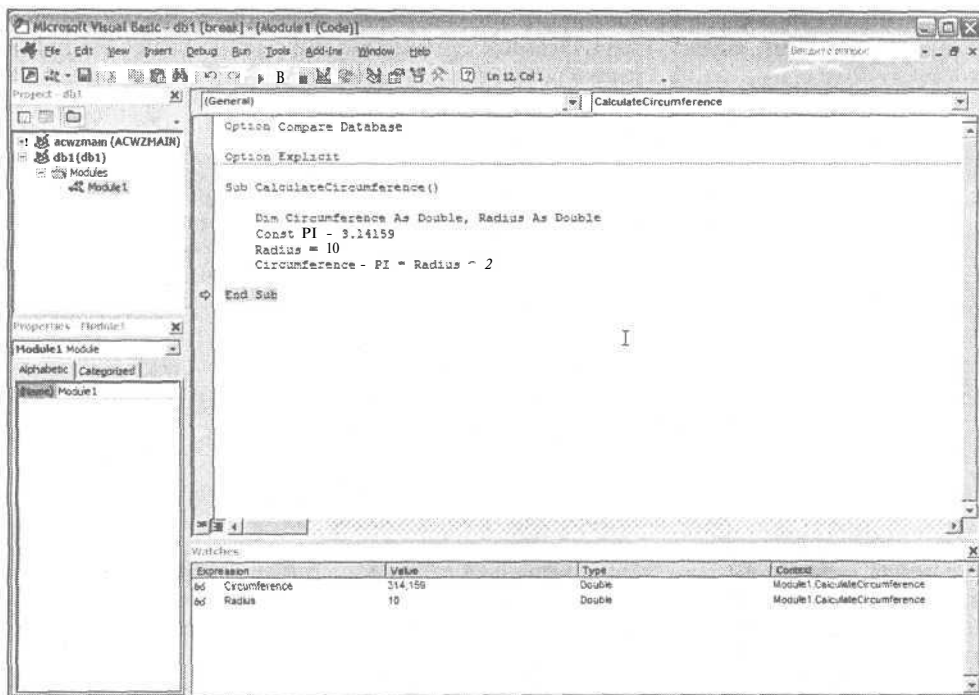 Microsoft Visual Basic - db1 [break] - [Module1 (Code)]
File Edit View Insert Debug Run Tools Add-Ins Window Help
Введите вопрос
B Ln 12, Col 1
Project - db1
acwzmain (ACWZMAIN)
db1(db1)
Modules
Module1
(General)
CalculateCircumference
Option Compare Database
Option Explicit
Sub CalculateCircumference()
Dim Circumference As Double, Radius As Double
Const PI - 3.14159
Radius = 10
Circumference - PI * Radius ^ 2
End Sub
Properties - Module1
Module1 Module
Alphabetic Categorized
(Name) Module1
Watches
Expression Value Type Context
Circumference 314,159 Double Module1.CalculateCircumference
Radius 10 Double Module1.CalculateCircumference